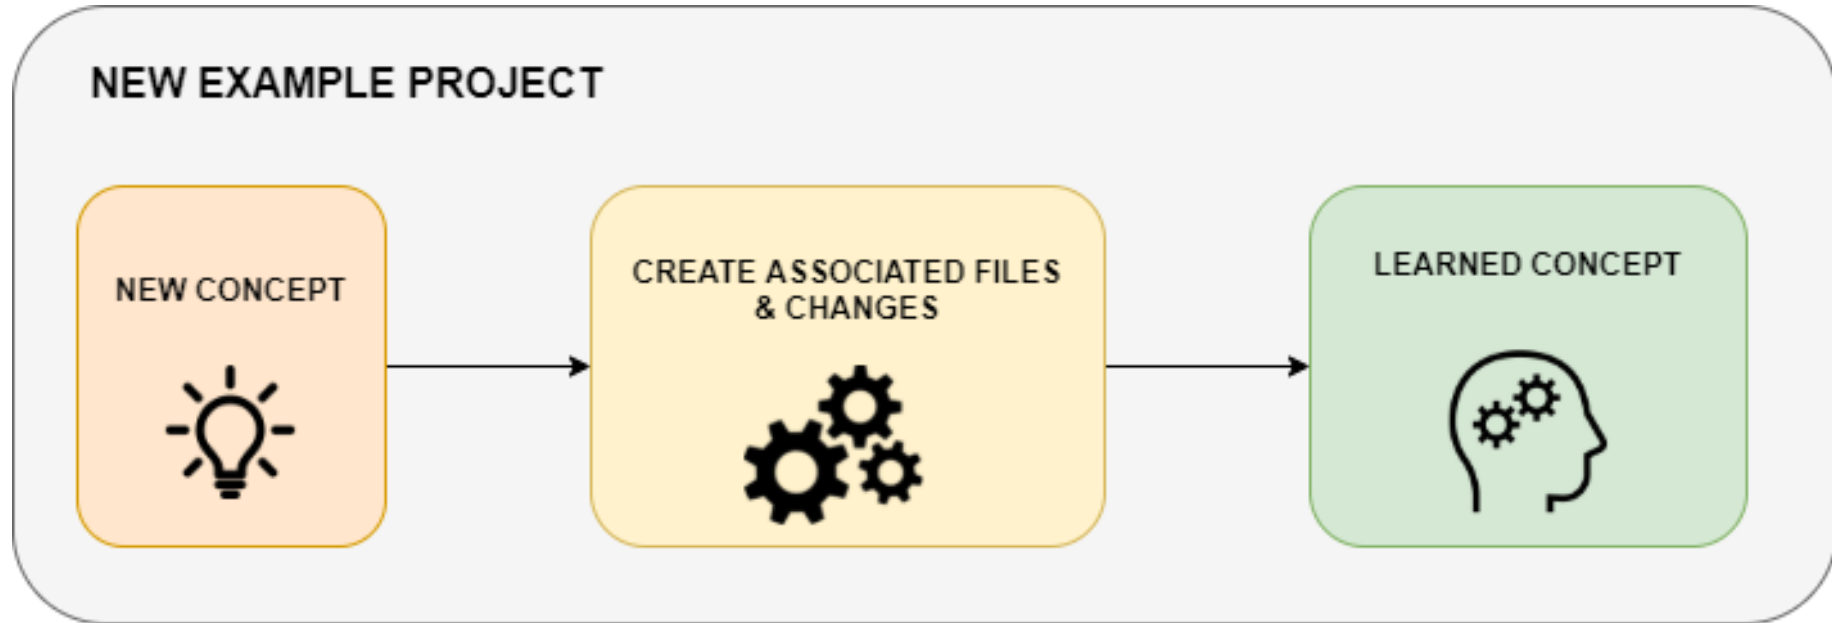 NEW EXAMPLE PROJECT
NEW CONCEPT
CREATE ASSOCIATED FILES
& CHANGES
LEARNED CONCEPT